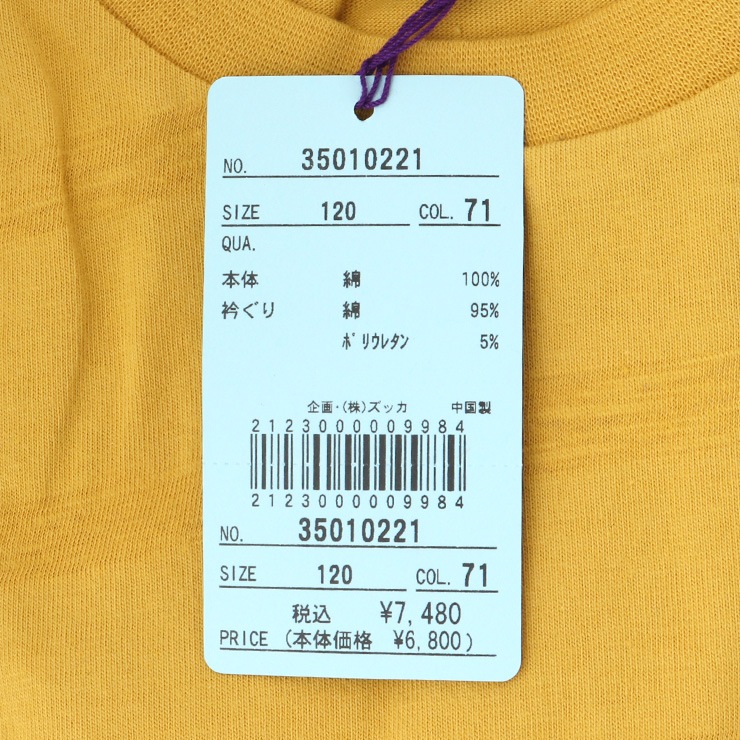 NO. 35010221
SIZE 120 COL. 71
QUA.
本体 綿 100%
衿ぐり 綿 95%
ﾎﾟﾘｳﾚﾀﾝ 5%
企画・(株)ズッカ 中国製
2123000009984
2123000009984
NO. 35010221
SIZE 120 COL. 71
税込 ¥7,480
PRICE (本体価格 ¥6,800)